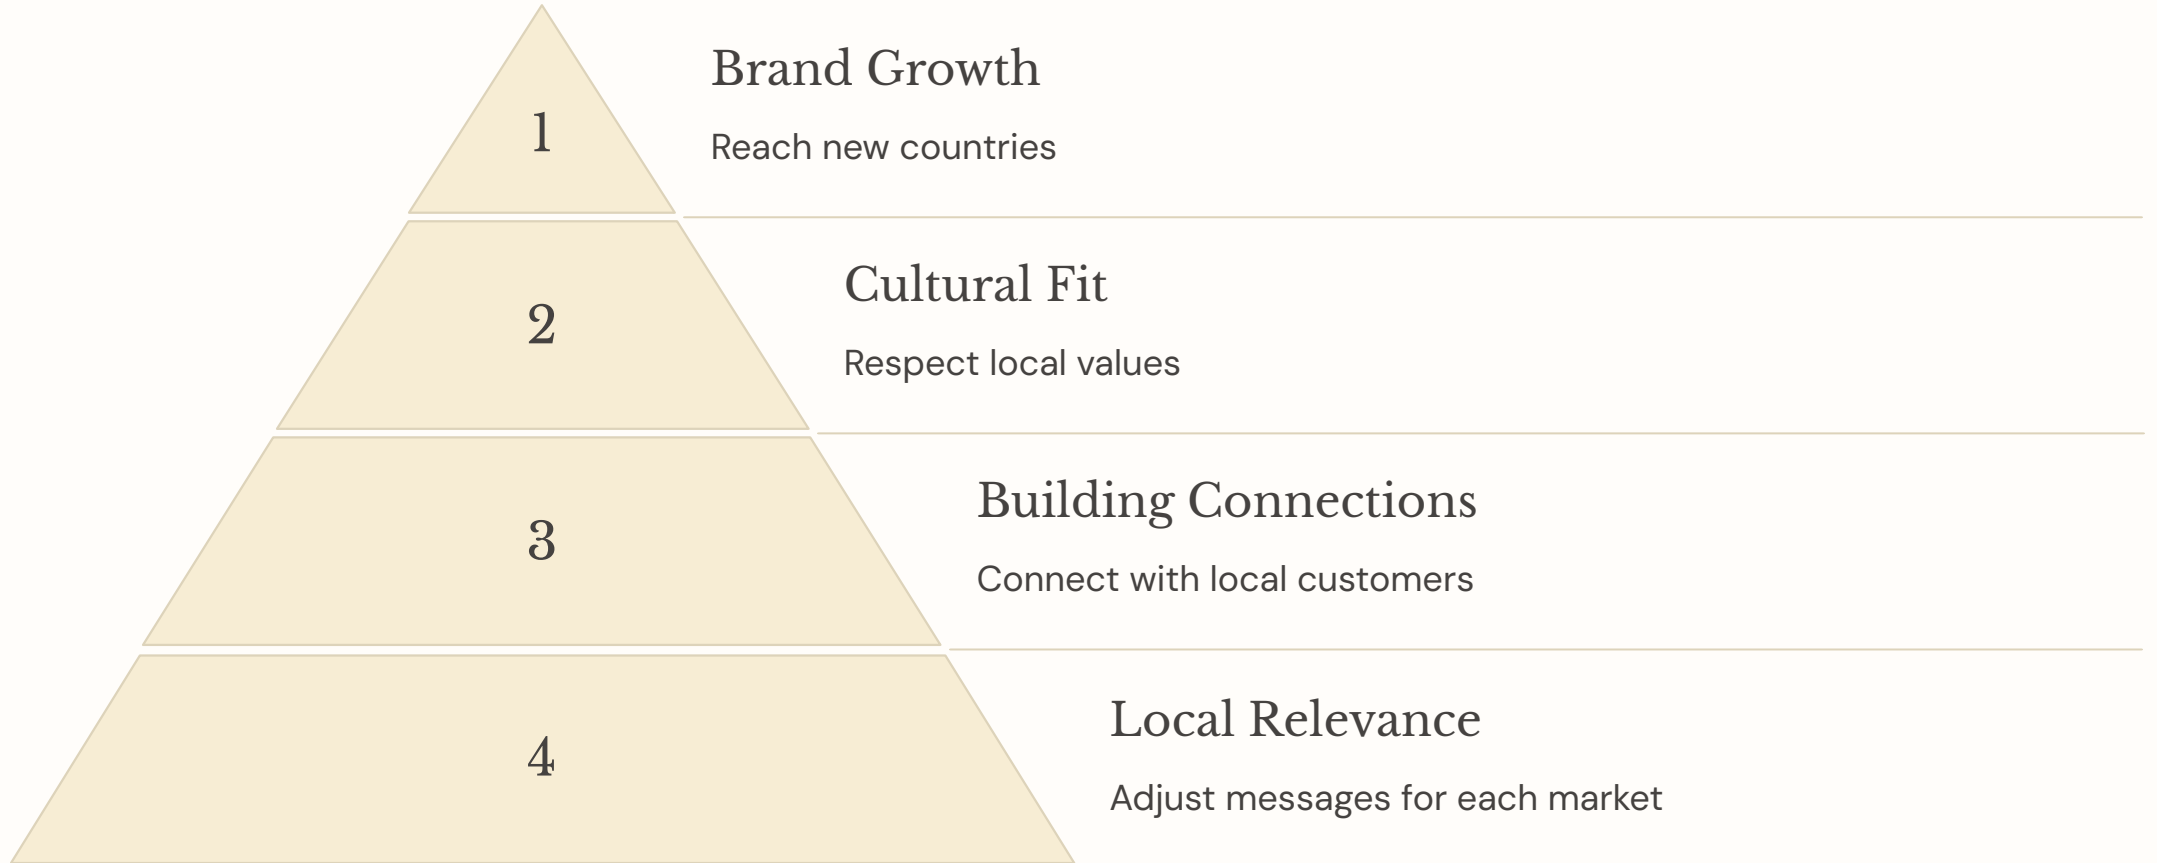 1
Brand Growth
Reach new countries
2
Cultural Fit
Respect local values
3
Building Connections
Connect with local customers
4
Local Relevance
Adjust messages for each market